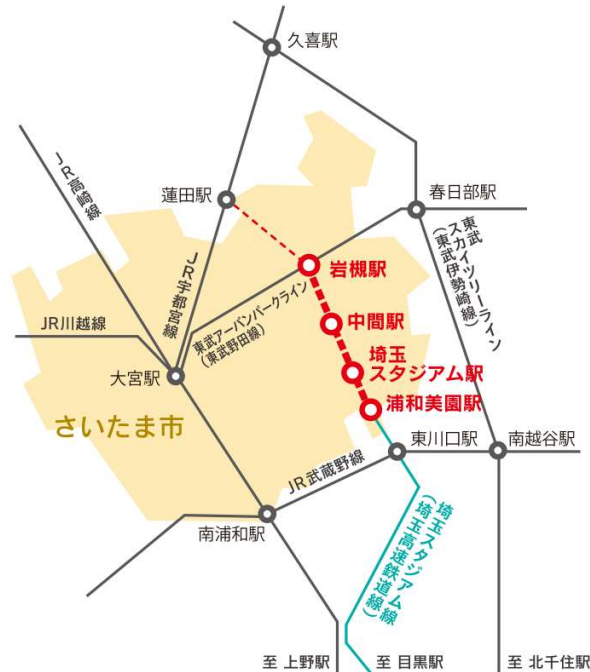 久喜駅
JR高崎線
蓮田駅
春日部駅
東武
スカイツリーライン
(東武伊勢崎線)
JR宇都宮線
岩槻駅
東武アーバンパークライン
(東武野田線)
JR川越線
中間駅
大宮駅
埼玉
スタジアム駅
浦和美園駅
さいたま市
東川口駅
南越谷駅
JR武蔵野線
南浦和駅
埼玉スタジアム線
(埼玉高速鉄道線)
至 上野駅
至 目黒駅
至 北千住駅